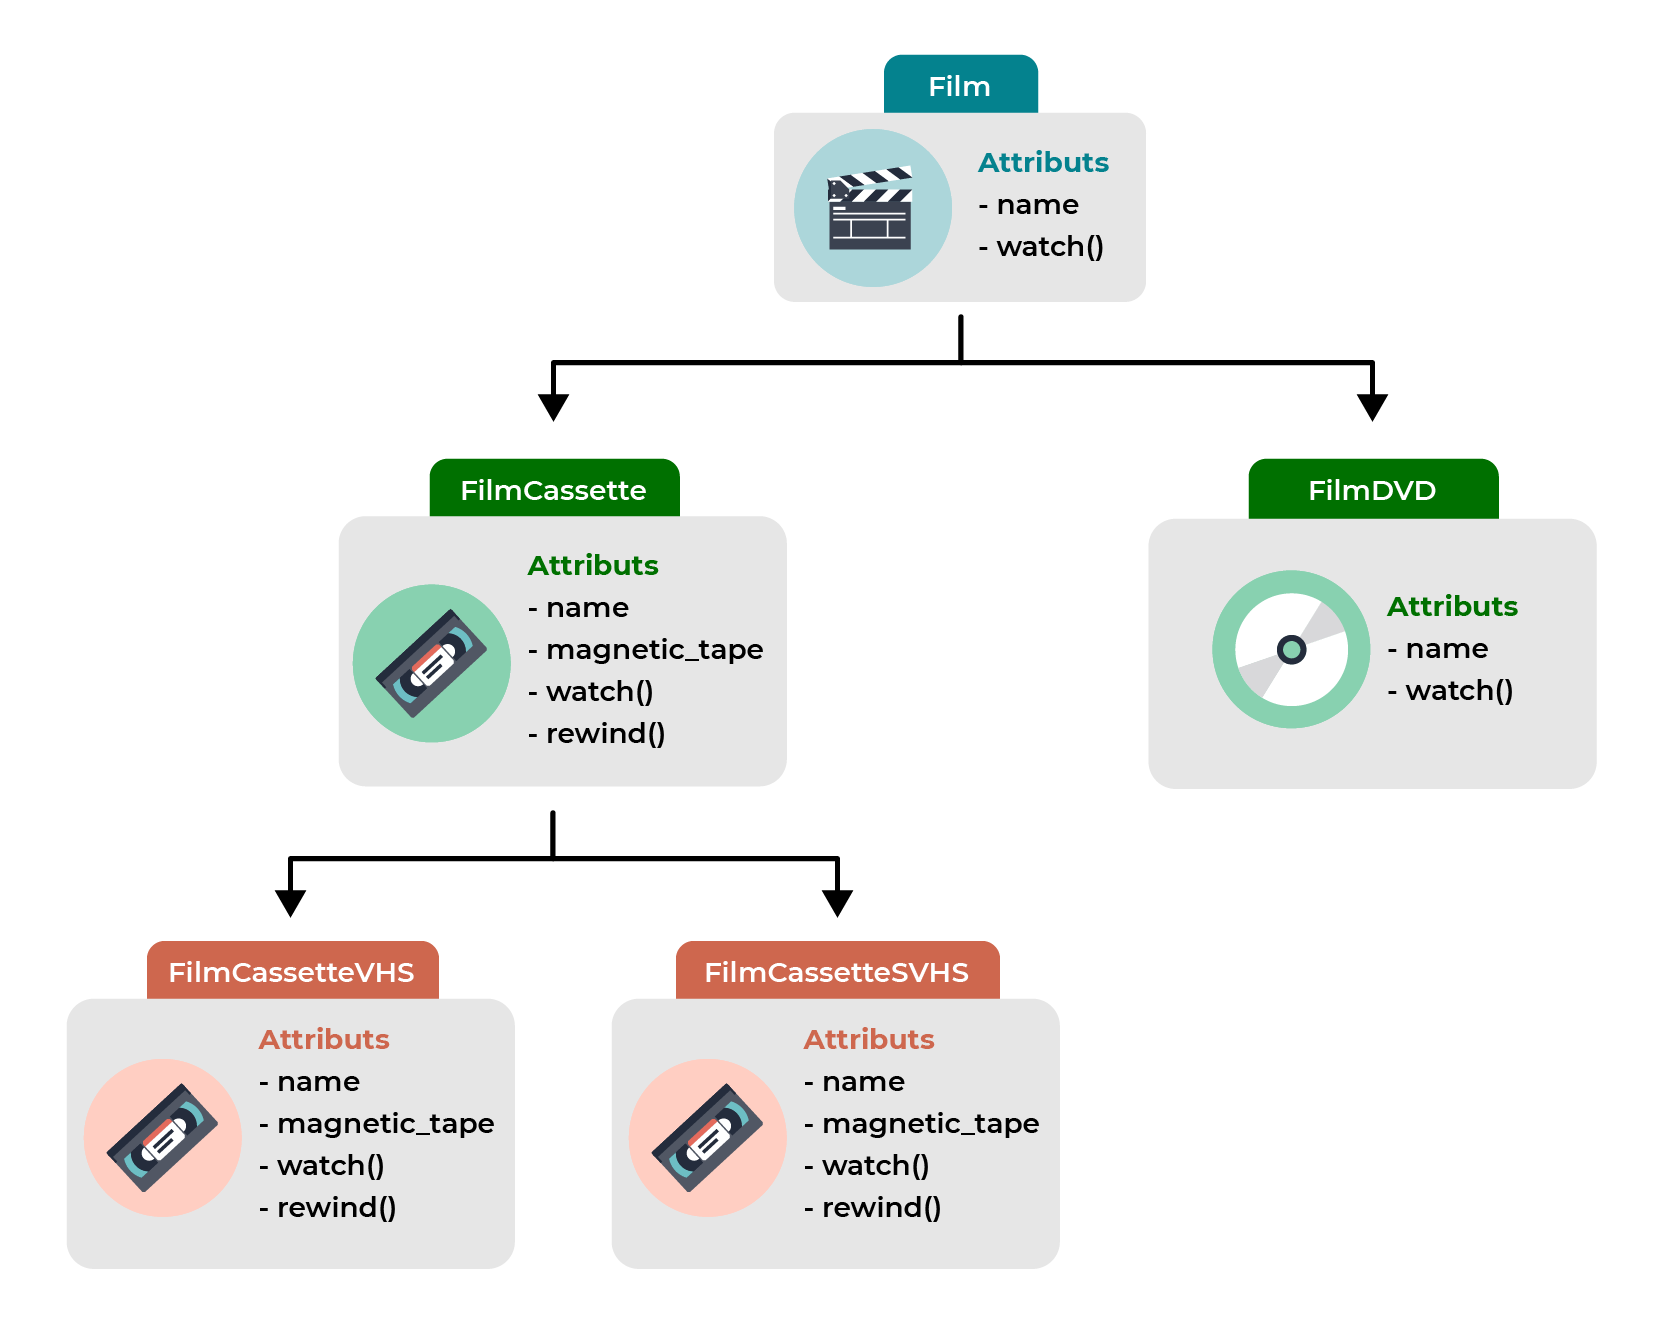 Film
Attributs
- name
- watch()
FilmCassette
Attributs
- name
- magnetic_tape
- watch()
- rewind()
FilmDVD
Attributs
- name
- watch()
FilmCassetteVHS
Attributs
- name
- magnetic_tape
- watch()
- rewind()
FilmCassetteSVHS
Attributs
- name
- magnetic_tape
- watch()
- rewind()